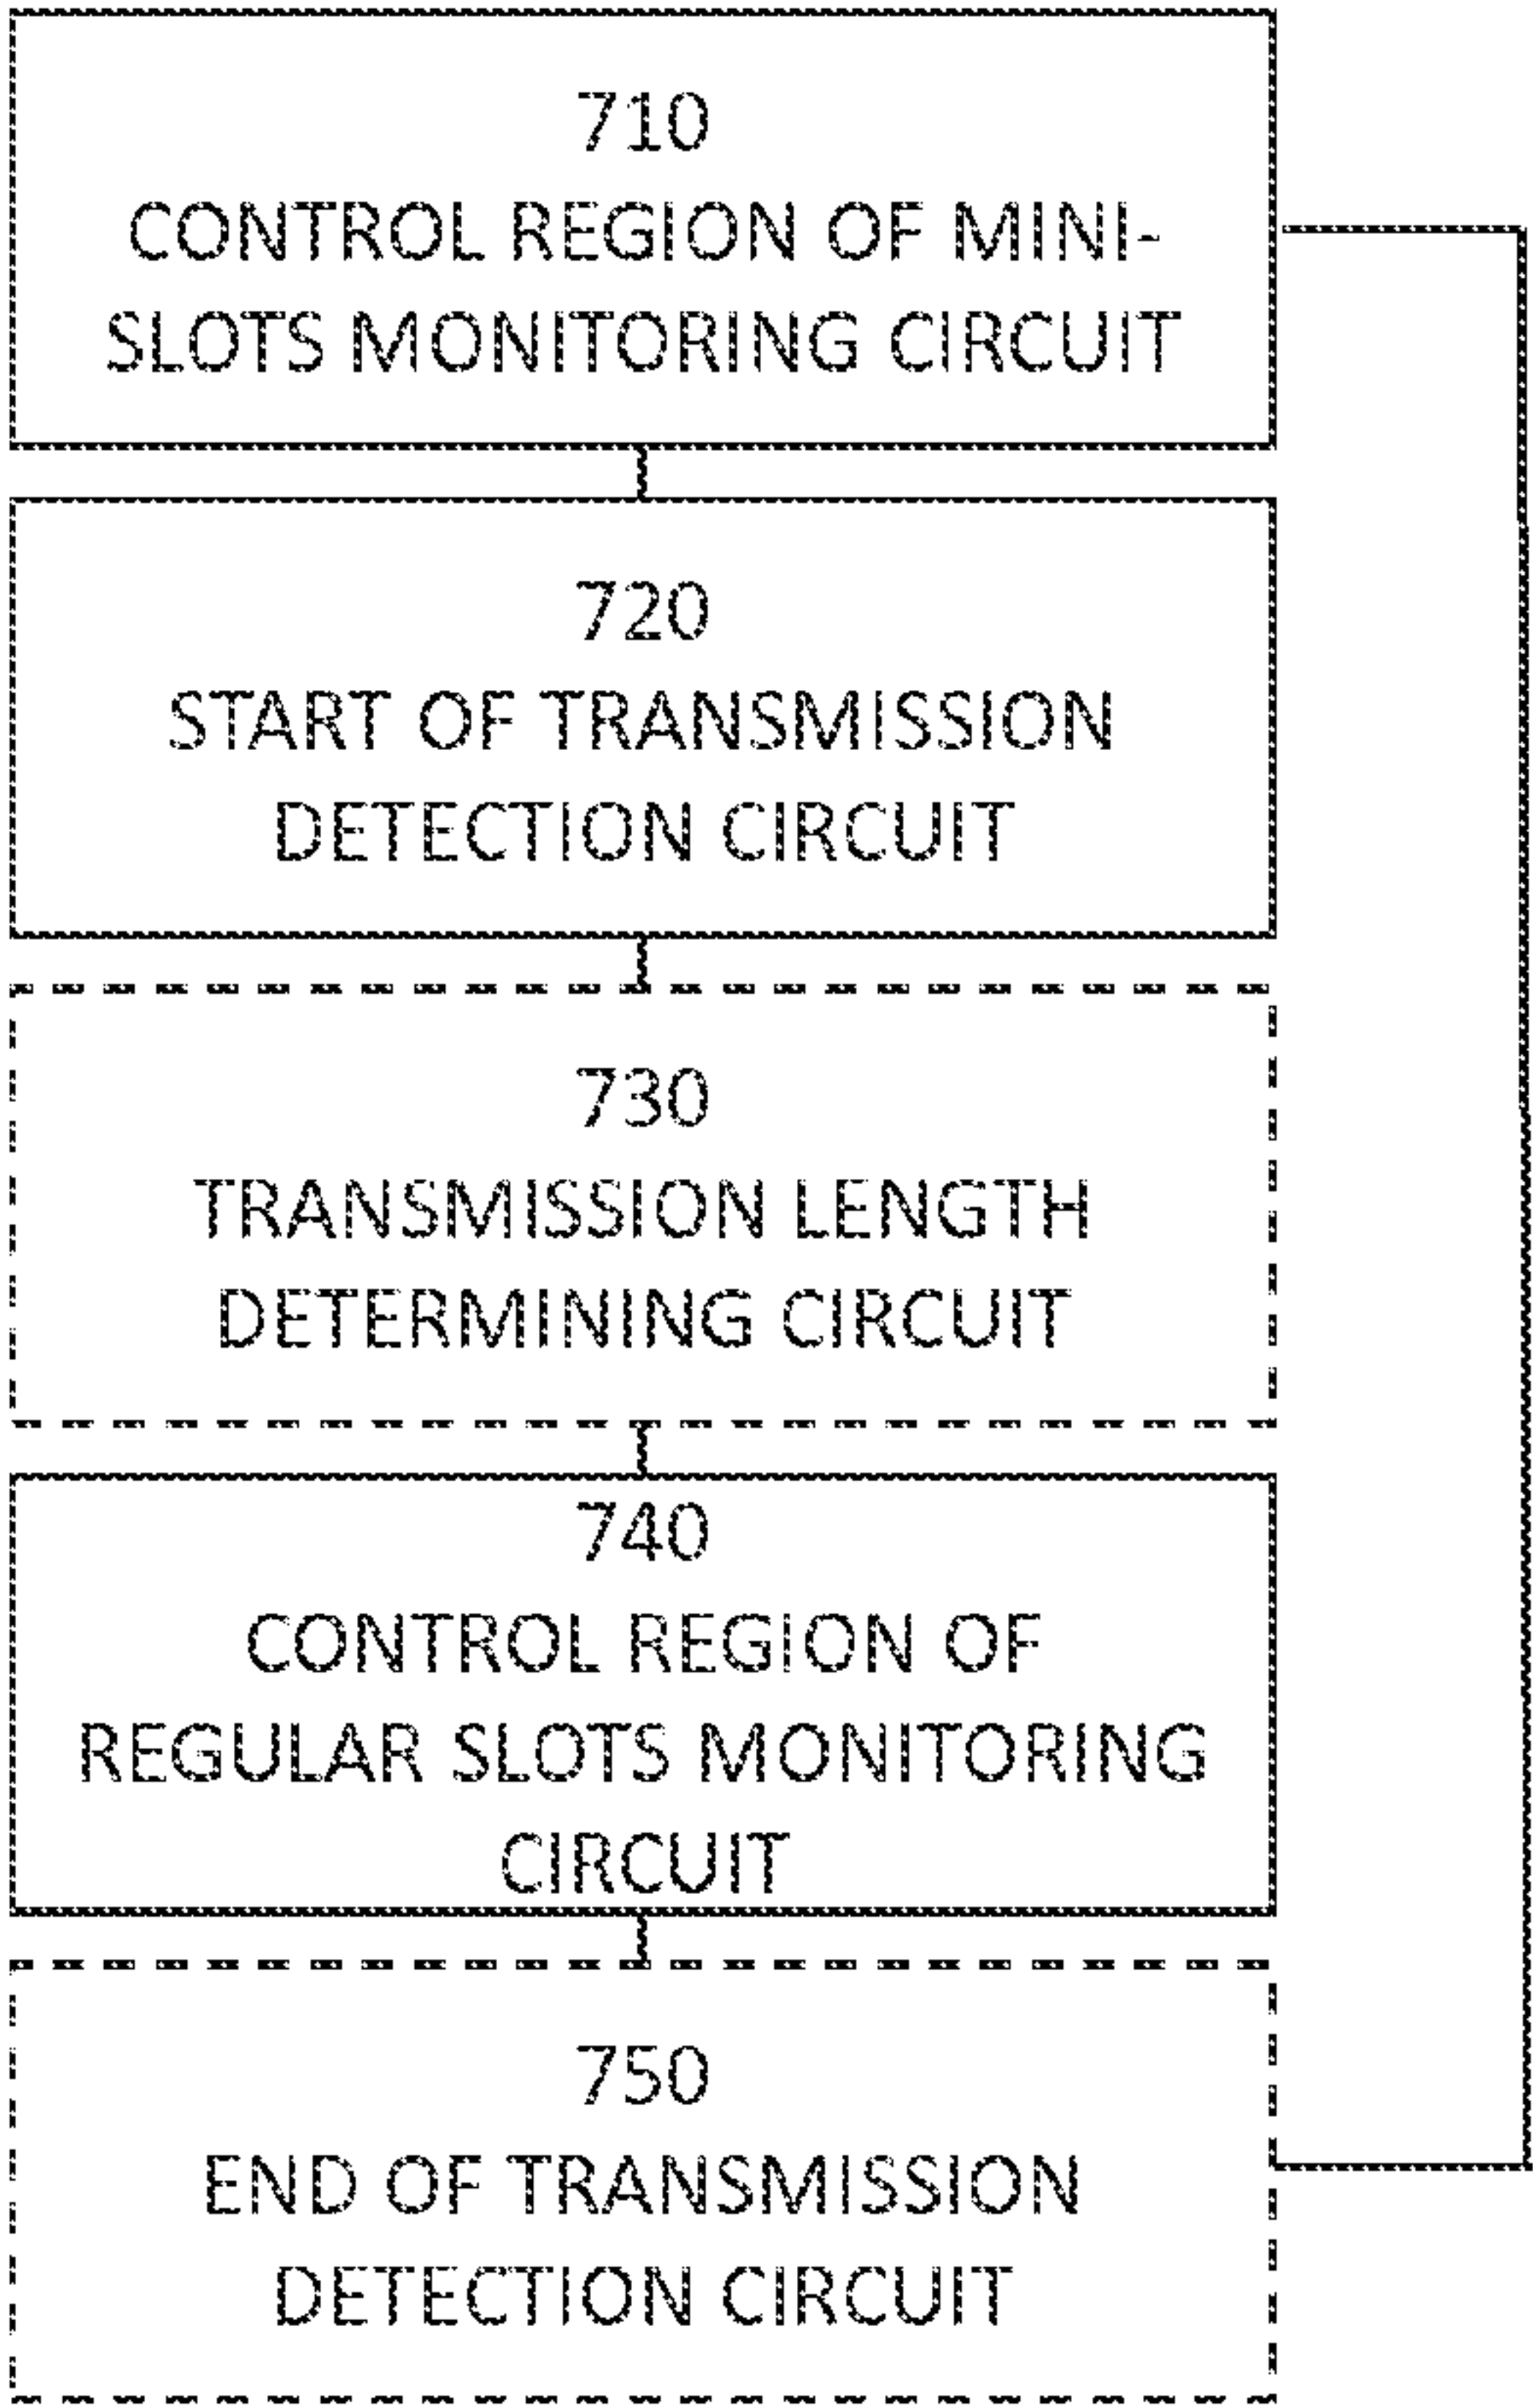 710
CONTROL REGION OF MINI-
SLOTS MONITORING CIRCUIT
720
START OF TRANSMISSION
DETECTION CIRCUIT
730
TRANSMISSION LENGTH
DETERMINING CIRCUIT
740
CONTROL REGION OF
REGULAR SLOTS MONITORING
CIRCUIT
750
END OF TRANSMISSION
DETECTION CIRCUIT